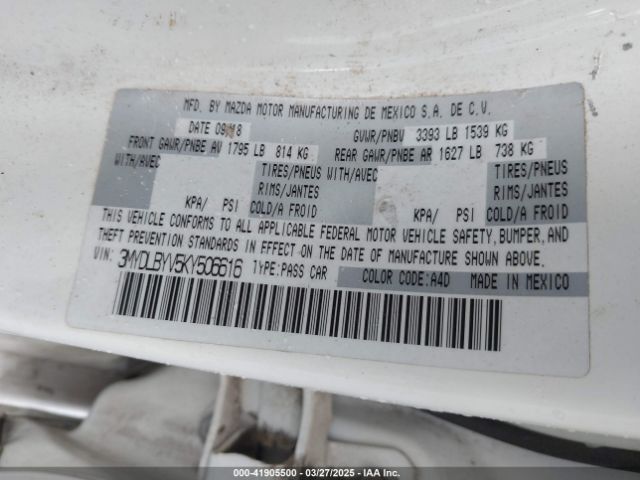 MFD. BY MAZDA MOTOR MANUFACTURING DE MEXICO S.A. DE C.V.
DATE 09/18 GVWR/PNBV 3393 LB 1539 KG
FRONT GAWR/PNBE AV 1795 LB 814 KG REAR GAWR/PNBE AR 1627 LB 738 KG
WITH/AVEC TIRES/PNEUS WITH/AVEC TIRES/PNEUS
RIMS/JANTES RIMS/JANTES
KPA/ PSI COLD/A FROID KPA/ PSI COLD/A FROID
THIS VEHICLE CONFORMS TO ALL APPLICABLE FEDERAL MOTOR VEHICLE SAFETY, BUMPER, AND
THEFT PREVENTION STANDARDS IN EFFECT ON THE DATE OF MANUFACTURE SHOWN ABOVE.
VIN: 3MYDLBYV5KY506616 TYPE: PASS CAR COLOR CODE: A4D MADE IN MEXICO
000-41905500 - 03/27/2025 - IAA Inc.